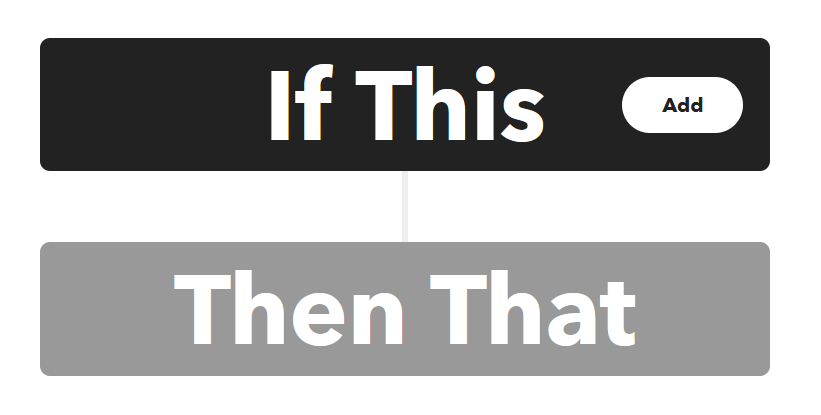 If This
Add
Then That